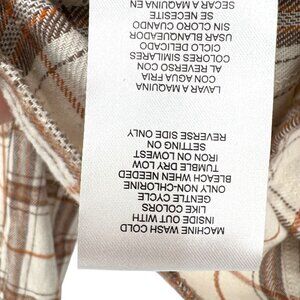 MACHINE WASH COLD
INSIDE OUT WITH
LIKE COLORS
GENTLE CYCLE
ONLY NON-CHLORINE
BLEACH WHEN NEEDED
TUMBLE DRY LOW
IRON ON LOWEST
SETTING ON
REVERSE SIDE ONLY
LAVAR A MAQUINA
CON AGUA FRIA
AL REVERSO CON
COLORES SIMILARES
CICLO DELICADO
USAR BLANQUEADOR
SIN CLORO CUANDO
SE NECESITE
SECAR A MAQUINA